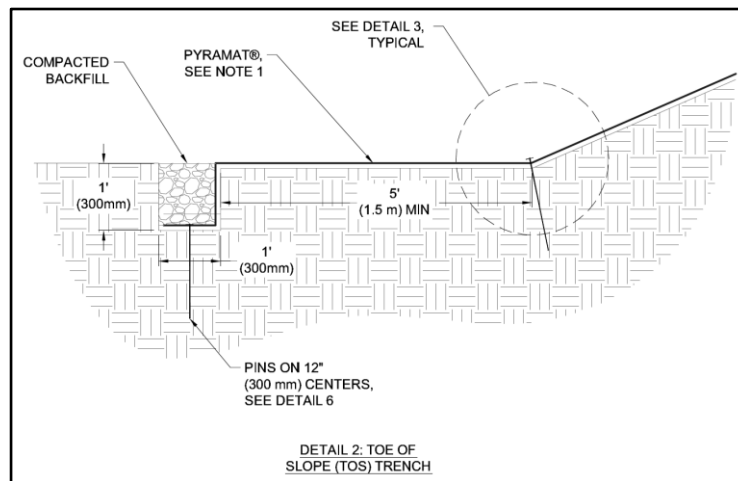 SEE DETAIL 3,
TYPICAL
COMPACTED
BACKFILL
PYRAMAT®,
SEE NOTE 1
1'
(300mm)
5'
(1.5 m) MIN
1'
(300mm)
PINS ON 12"
(300 mm) CENTERS,
SEE DETAIL 6
DETAIL 2: TOE OF
SLOPE (TOS) TRENCH